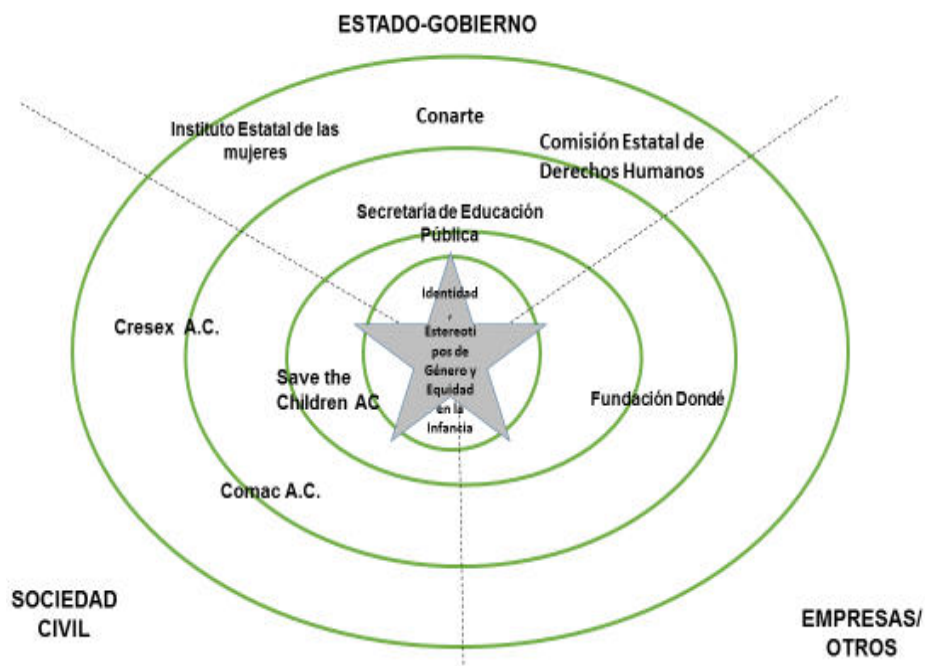 ESTADO-GOBIERNO
Conarte
Instituto Estatal de las
mujeres
Comisión Estatal de
Derechos Humanos
Secretaría de Educación
Pública
Identidad
,
Estereoti
pos de
Género y
Equidad
en la
Infancia
Cresex A.C.
Save the
Children AC
Fundación Dondé
Comac A.C.
SOCIEDAD
CIVIL
EMPRESAS/
OTROS